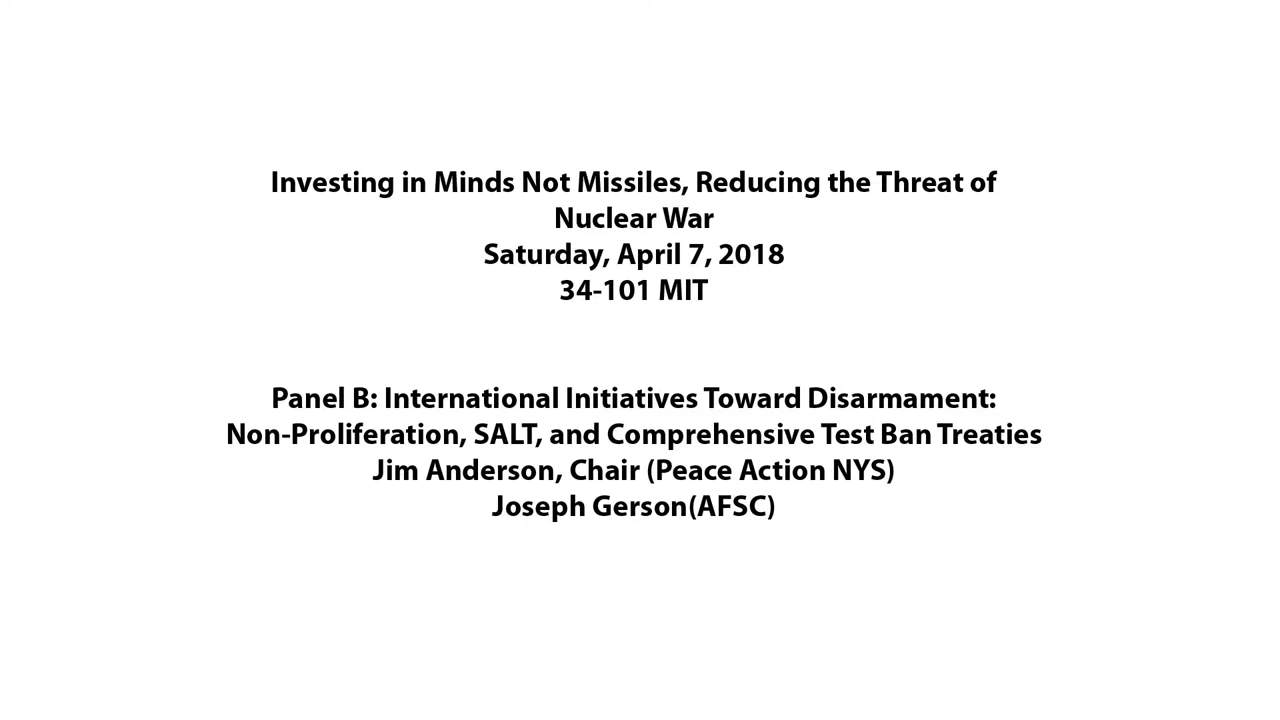 Investing in Minds Not Missiles, Reducing the Threat of
Nuclear War
Saturday, April 7, 2018
34-101 MIT
Panel B: International Initiatives Toward Disarmament:
Non-Proliferation, SALT, and Comprehensive Test Ban Treaties
Jim Anderson, Chair (Peace Action NYS)
Joseph Gerson(AFSC)